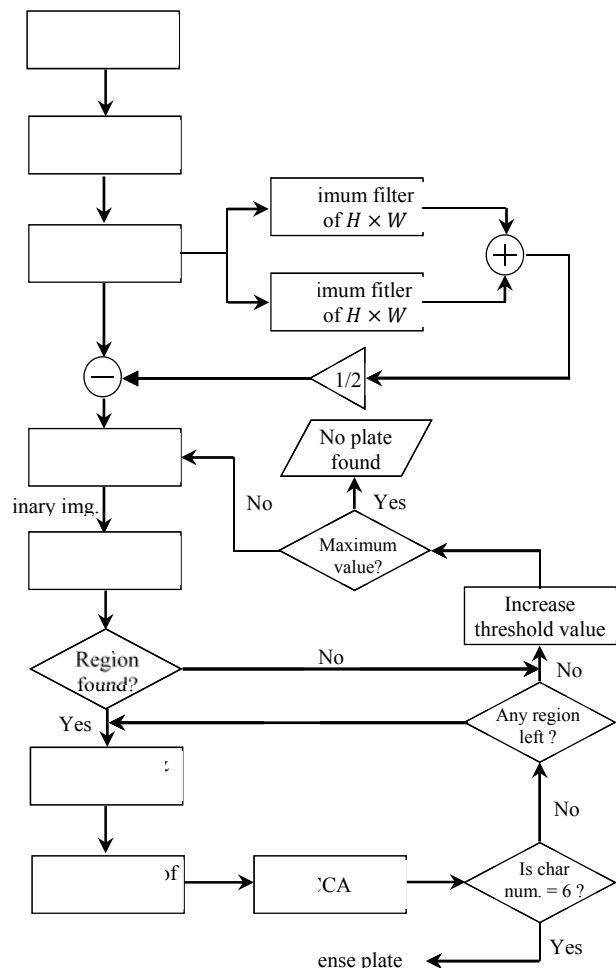 imum filter
of H × W
+
imum fitler
of H × W
−
1/2
No plate
found
inary img.
No
Yes
Maximum
value?
Increase
threshold value
Region
found?
No
No
Yes
Any region
left ?
No
of
CCA
Is char
num. = 6 ?
Yes
ense plate